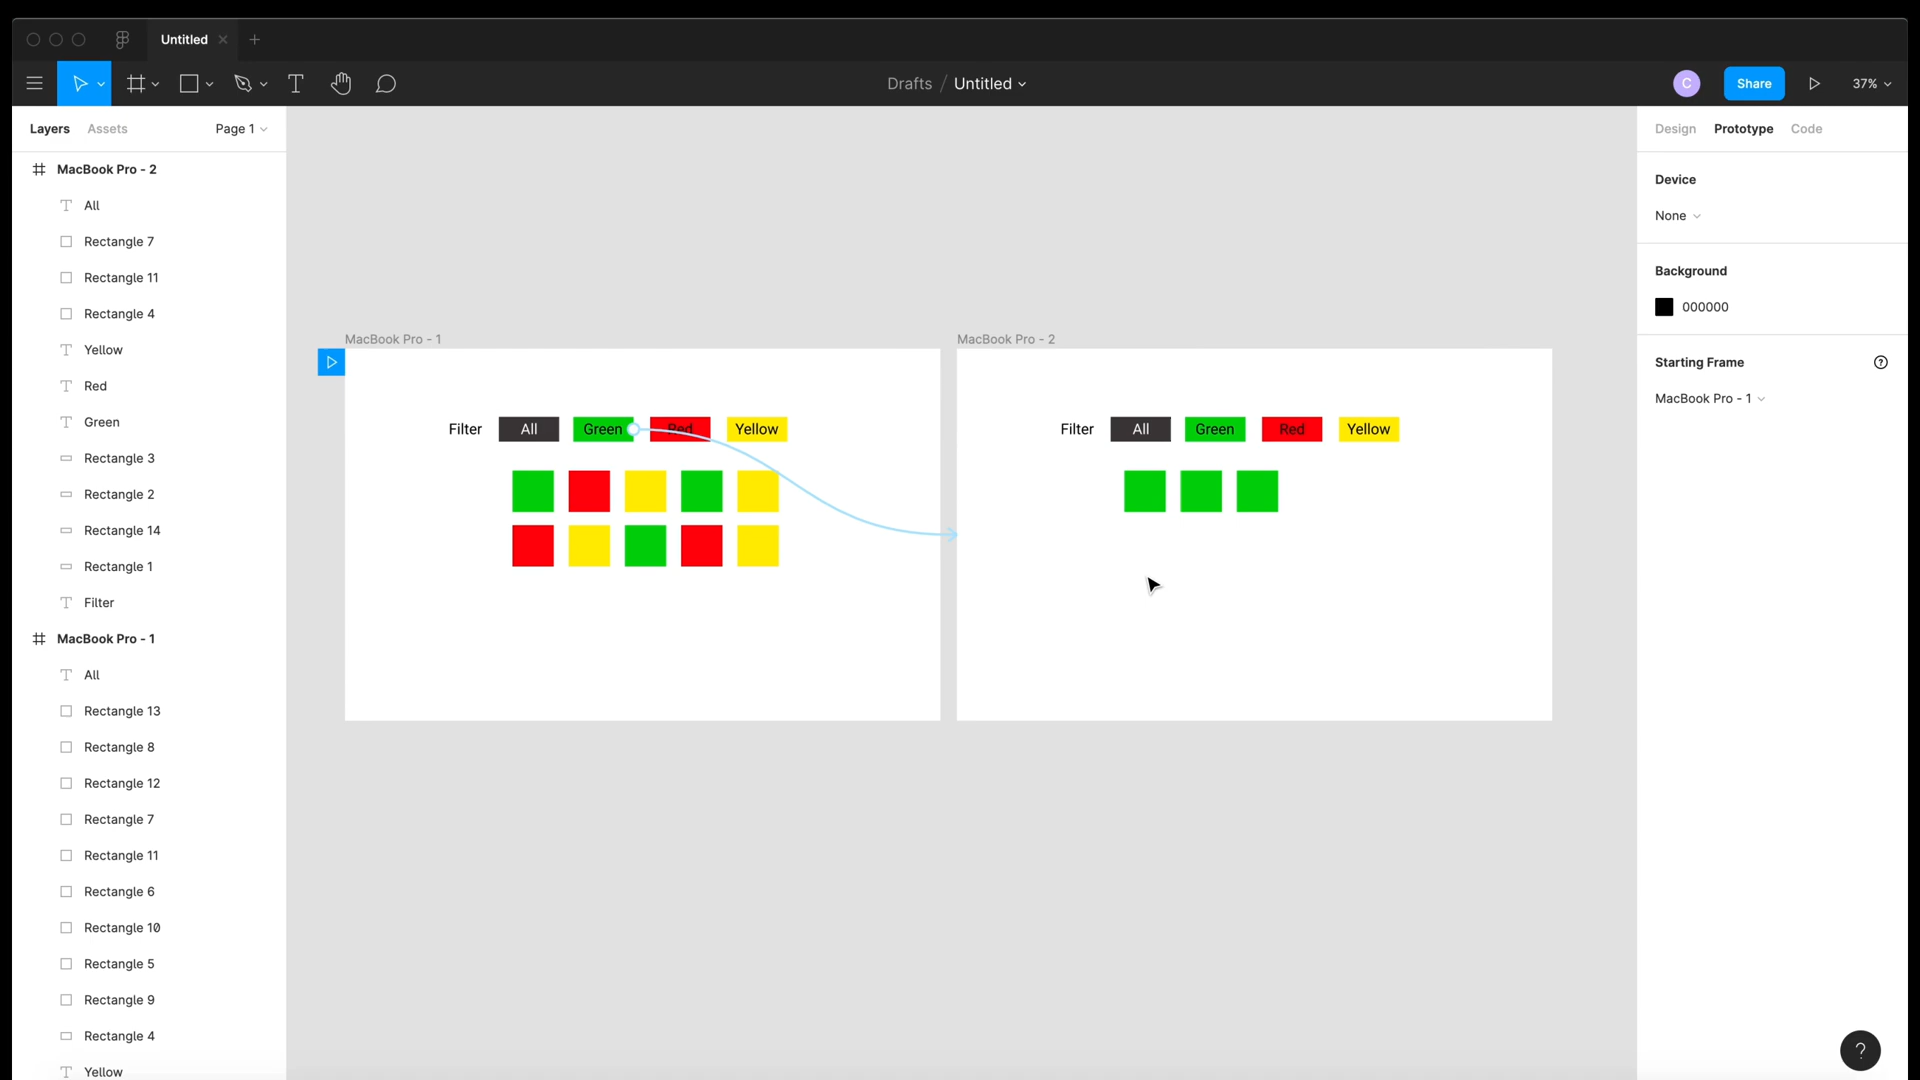 Untitled
Drafts / Untitled
C
Share
37%
Layers
Assets
Page 1
MacBook Pro - 2
All
Rectangle 7
Rectangle 11
Rectangle 4
Yellow
Red
Green
Rectangle 3
Rectangle 2
Rectangle 14
Rectangle 1
Filter
MacBook Pro - 1
All
Rectangle 13
Rectangle 8
Rectangle 12
Rectangle 7
Rectangle 11
Rectangle 6
Rectangle 10
Rectangle 5
Rectangle 9
Rectangle 4
Yellow
MacBook Pro - 1
Filter All Green Red Yellow
MacBook Pro - 2
Filter All Green Red Yellow
Design
Prototype
Code
Device
None
Background
000000
Starting Frame
?
MacBook Pro - 1
?